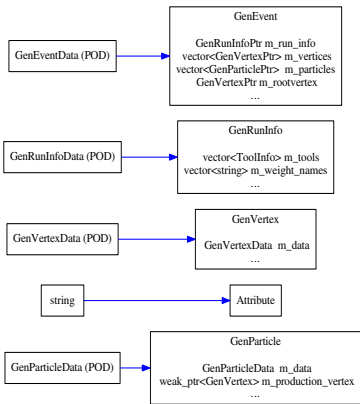 GenEvent
GenRunInfoPtr m_run_info
GenEventData (POD)
vector<GenVertexPtr> m_vertices
vector<GenParticlePtr> m_particles
GenVertexPtr m_rootvertex
...
GenRunInfo
GenRunInfoData (POD)
vector<ToolInfo> m_tools
vector<string> m_weight_names
...
GenVertex
GenVertexData (POD)
GenVertexData m_data
...
string
Attribute
GenParticle
GenParticleData (POD)
GenParticleData m_data
weak_ptr<GenVertex> m_production_vertex
...